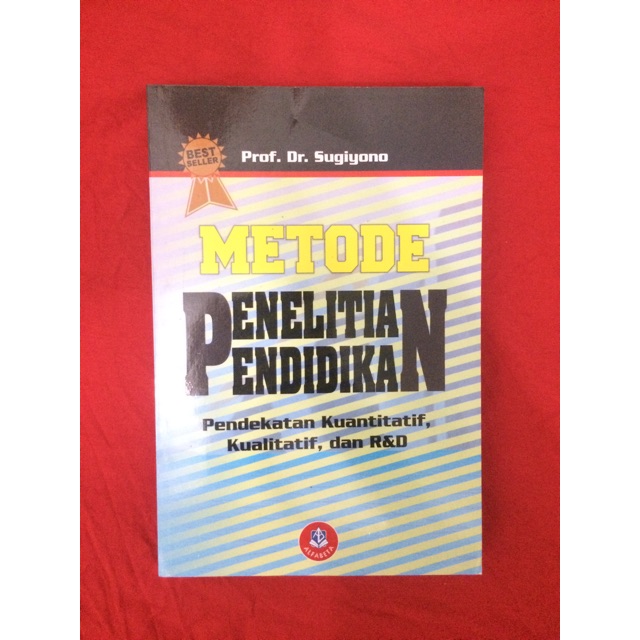 BEST
SELLER
Prof. Dr. Sugiyono
METODE
PENELITIAN
PENDIDIKAN
Pendekatan Kuantitatif,
Kualitatif, dan R&D
ALFABETA